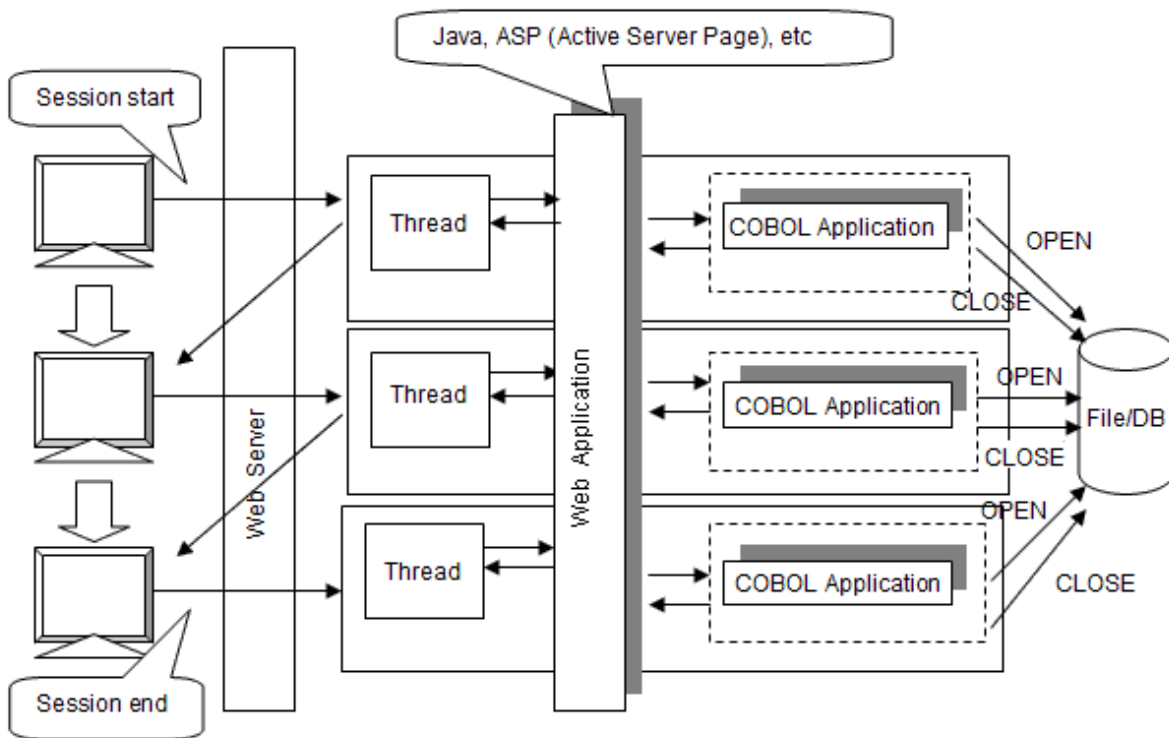 Java, ASP (Active Server Page), etc
Session start
Thread
COBOL Application
OPEN
CLOSE
Web Server
Web Application
Thread
COBOL Application
OPEN
CLOSE
File/DB
Thread
COBOL Application
OPEN
CLOSE
Session end